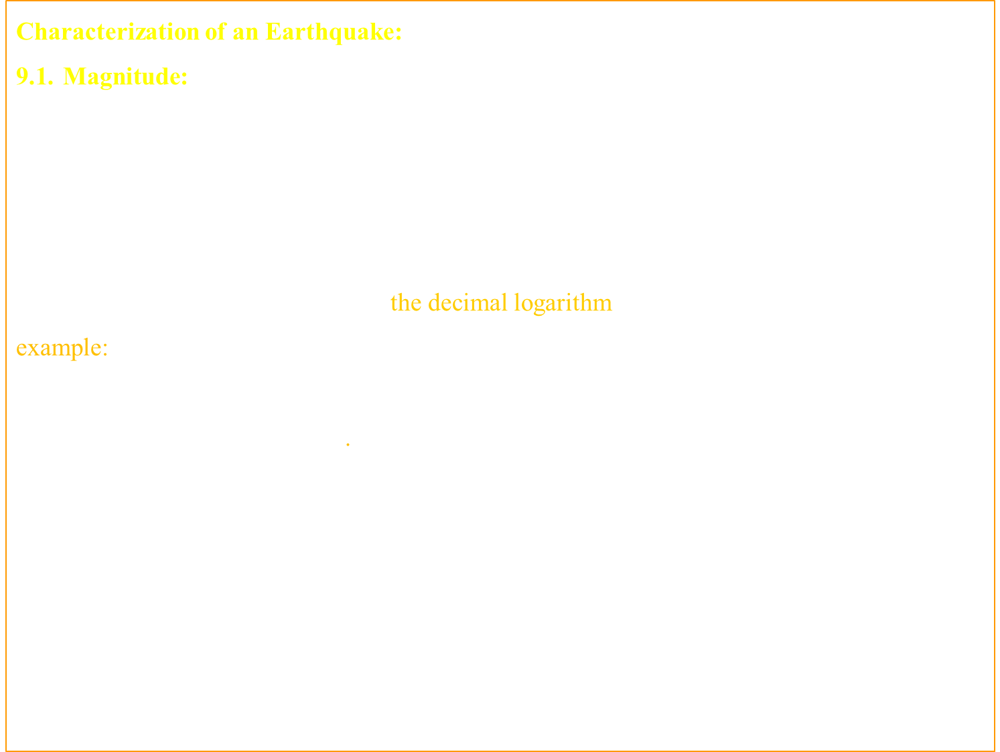 Characterization of an Earthquake:
9.1. Magnitude:
the decimal logarithm
example:
.